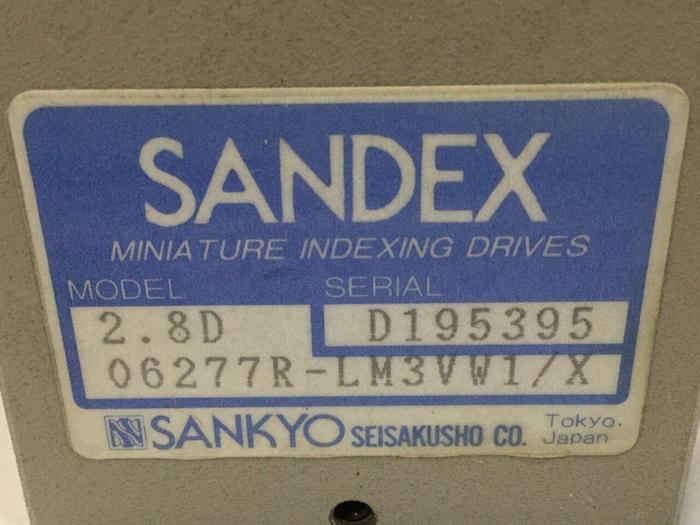 SANDEX
MINIATURE INDEXING DRIVES
MODEL SERIAL
2.8D D195395
06277R-LM3VW1/X
SANKYO SEISAKUSHO CO. Tokyo,
Japan